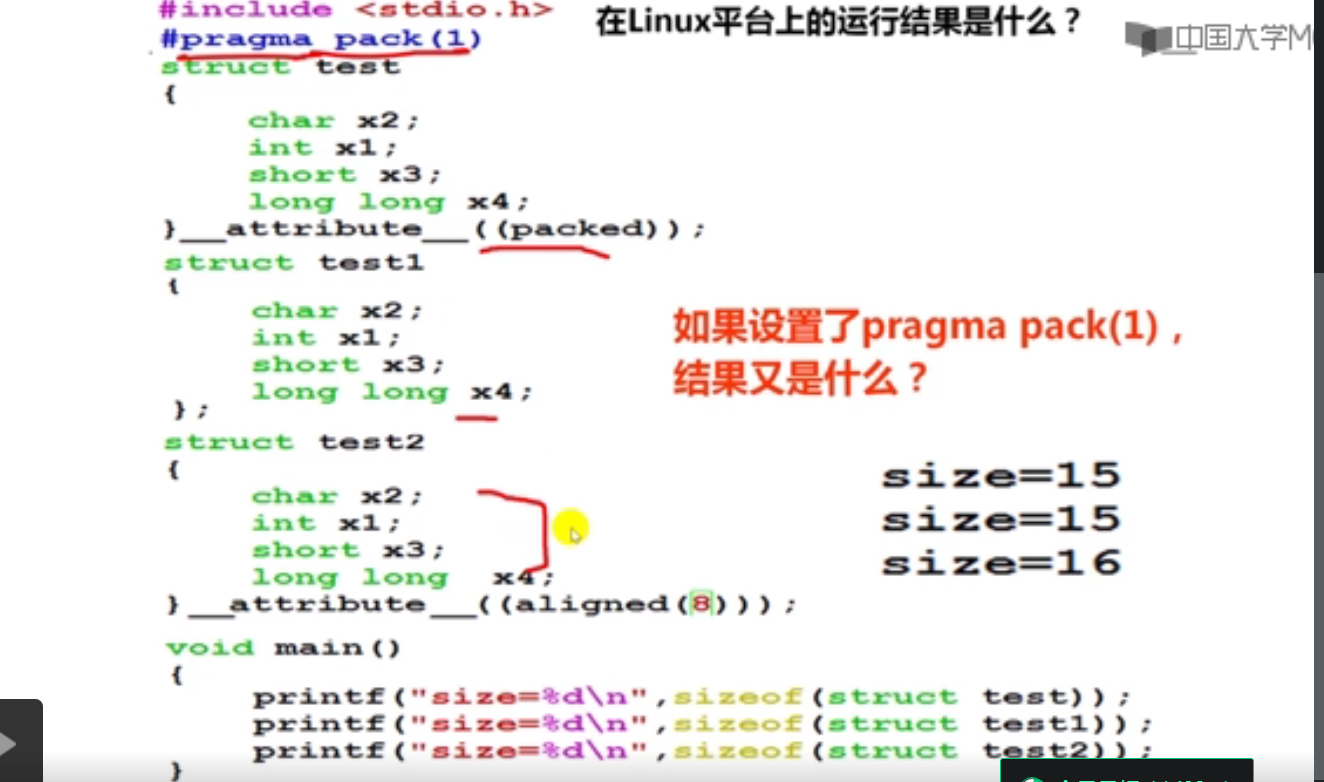 #include <stdio.h>
在Linux平台上的运行结果是什么？
中国大学M
#pragma pack(1)
struct test
{
char x2;
int x1;
short x3;
long long x4;
}__attribute__((packed));
struct test1
{
char x2;
int x1;
short x3;
long long x4;
};
如果设置了pragma pack(1)，
结果又是什么？
struct test2
{
char x2;
int x1;
short x3;
long long x4;
}__attribute__((aligned(8)));
size=15
size=15
size=16
void main()
{
printf("size=%d\n",sizeof(struct test));
printf("size=%d\n",sizeof(struct test1));
printf("size=%d\n",sizeof(struct test2));
}